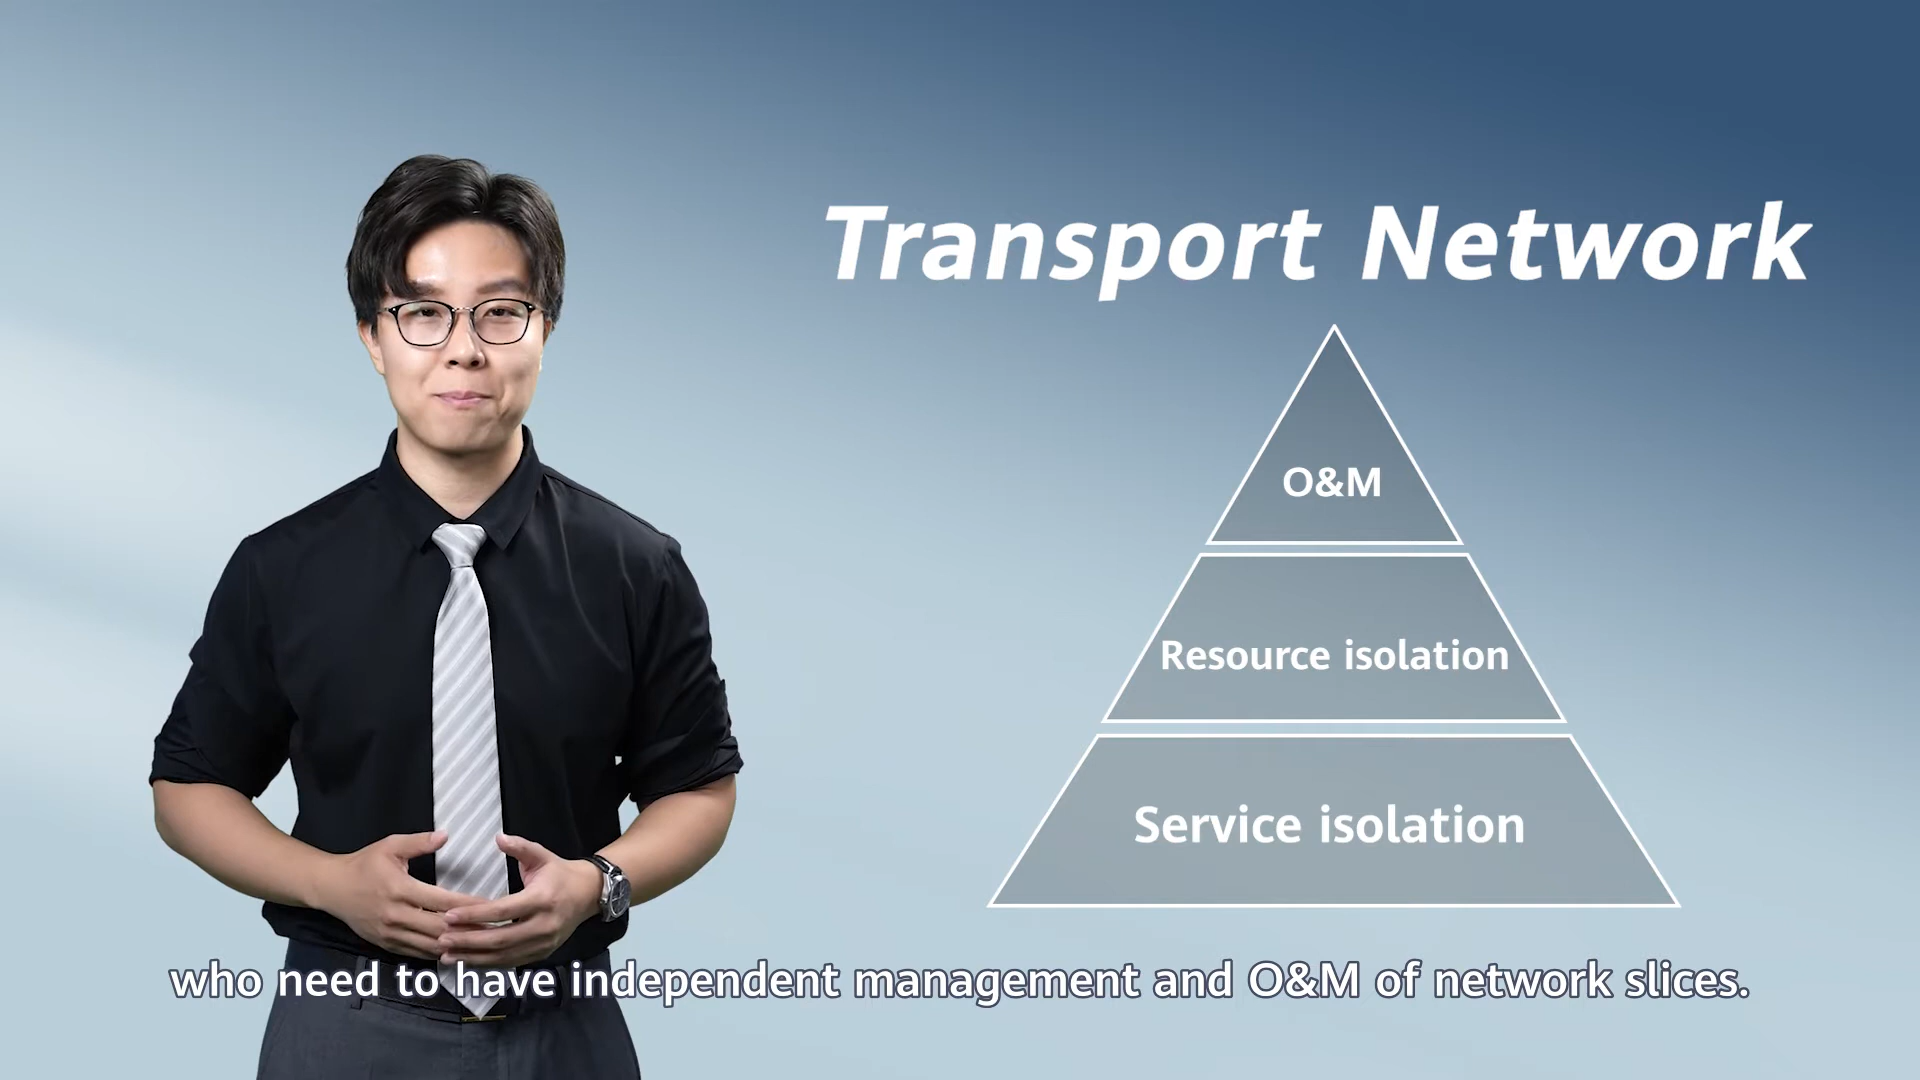 Transport Network
O&M
Resource isolation
Service isolation
who need to have independent management and O&M of network slices.